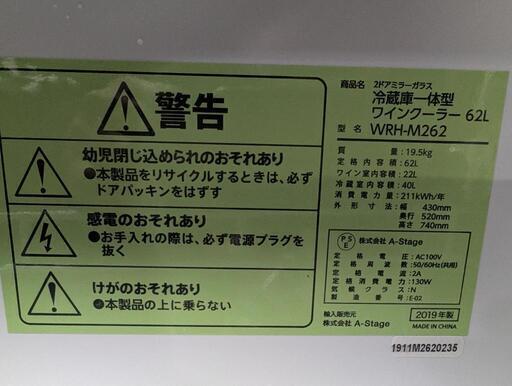 警告
幼児閉じ込められのおそれあり
●本製品をリサイクルするときは、必ず
ドアパッキンをはずす
感電のおそれあり
●お手入れの際は、必ず電源プラグを
抜く
けがのおそれあり
●本製品の上に乗らない
商品名 2ドアミラーガラス
冷蔵庫一体型
ワインクーラー 62L
型名 WRH-M262
質量:19.5kg
定格内容積:62L
ワイン室内容積:22L
冷蔵室内容積:40L
消費電力量:211kWh/年
外形寸法:幅 430mm
奥行 520mm
高さ 740mm
PSE 株式会社 A-Stage
定格電圧:AC100V
定格周波数:50/60Hz(共用)
定格電流:2A
定格消費電力:130W
気候クラス:N
製造番号:E-02
輸入販売元
株式会社 A-Stage
2019年製
MADE IN CHINA
1911M2620235